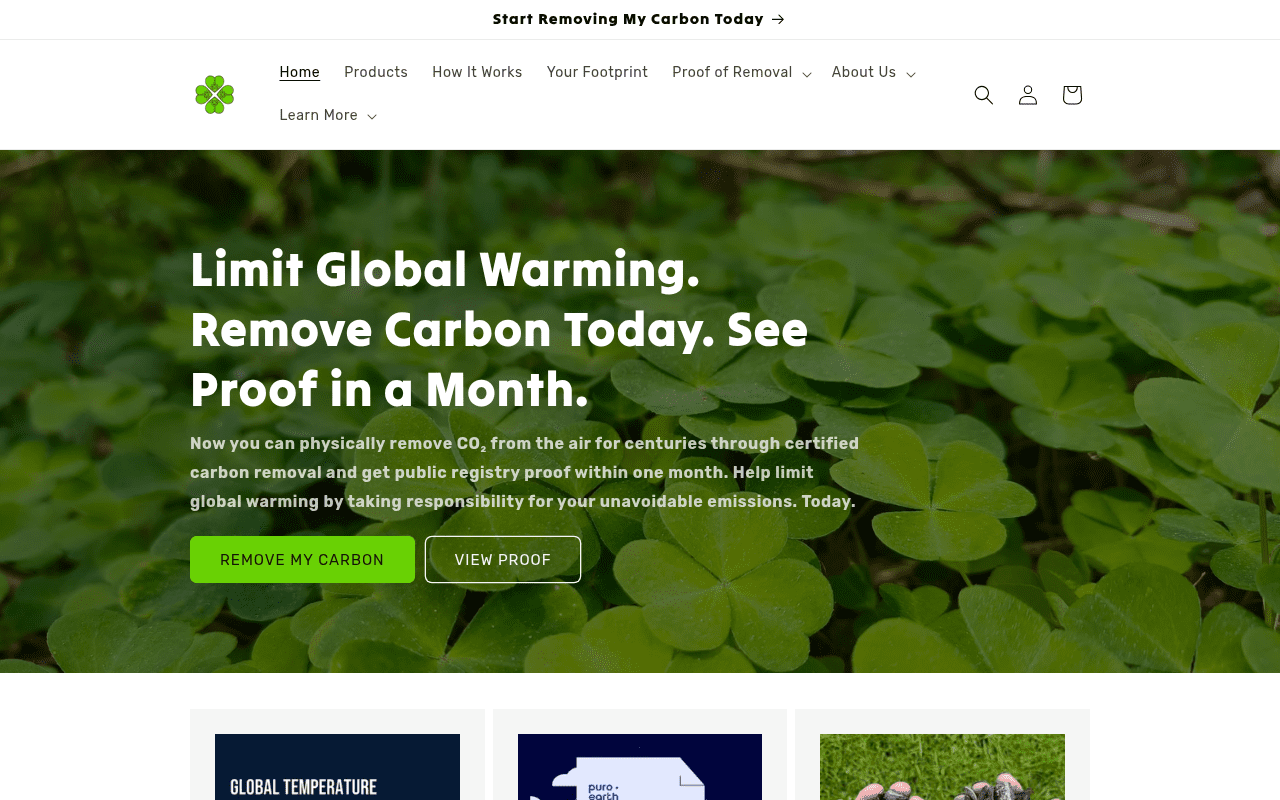 Start Removing My Carbon Today →
Home Products How It Works Your Footprint Proof of Removal About Us
Learn More
Limit Global Warming.
Remove Carbon Today. See
Proof in a Month.
Now you can physically remove CO₂ from the air for centuries through certified
carbon removal and get public registry proof within one month. Help limit
global warming by taking responsibility for your unavoidable emissions. Today.
REMOVE MY CARBON VIEW PROOF
GLOBAL TEMPERATURE
puro·
earth